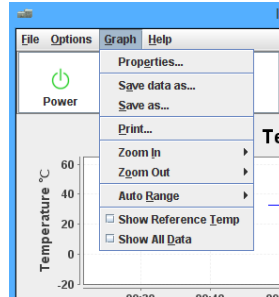 File Options Graph Help
Power
Properties...
Save data as...
Save as...
Print...
Zoom In
Zoom Out
Auto Range
Show Reference Temp
Show All Data
Temperature °C
60
40
20
0
-20